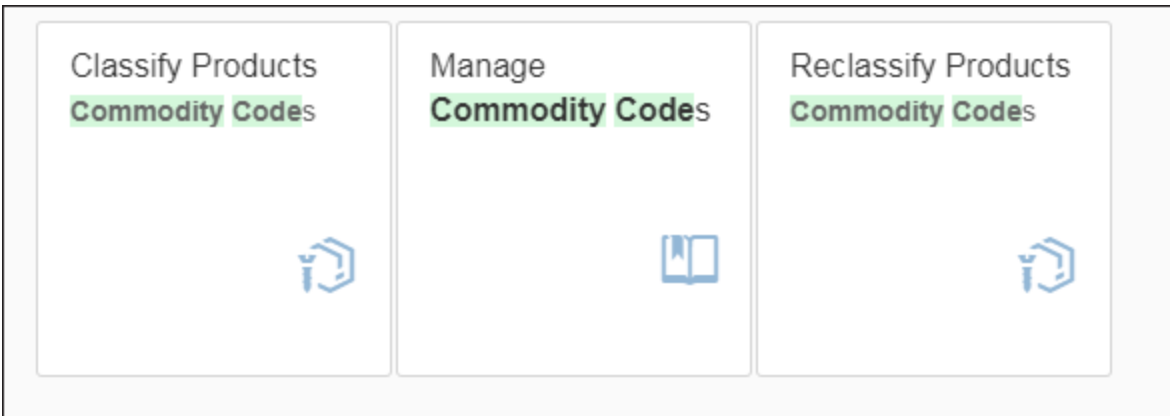 Classify Products
Commodity Codes
Manage
Commodity Codes
Reclassify Products
Commodity Codes